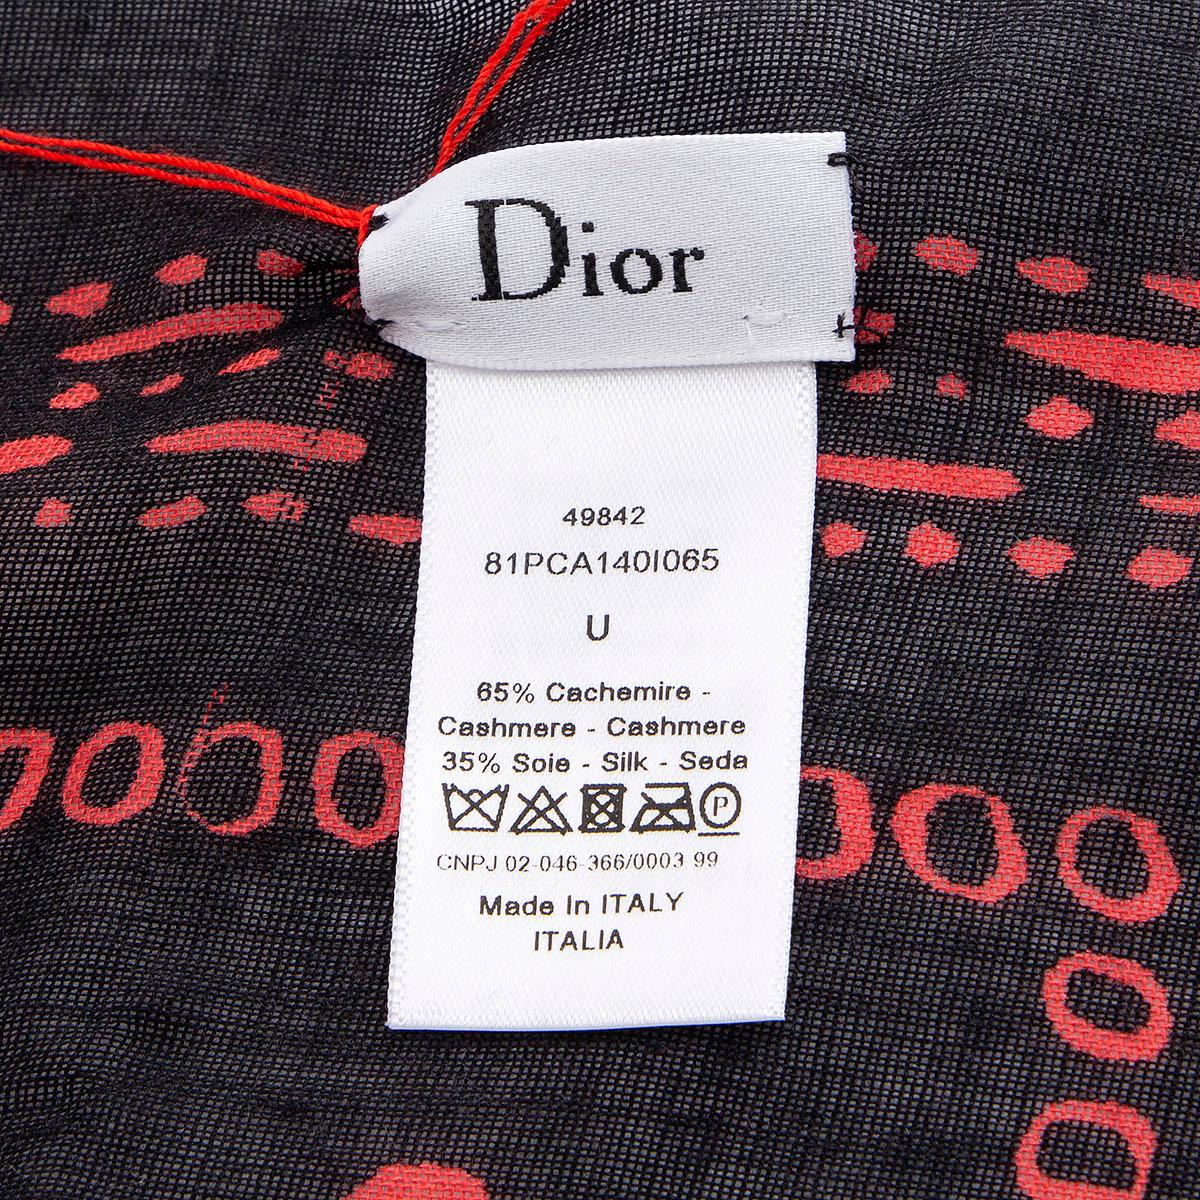 Dior
49842
81PCA140I065
U
65% Cachemire -
Cashmere - Cashmere
35% Soie - Silk - Seda
P
CNPJ 02-046-366/0003 99
Made In ITALY
ITALIA